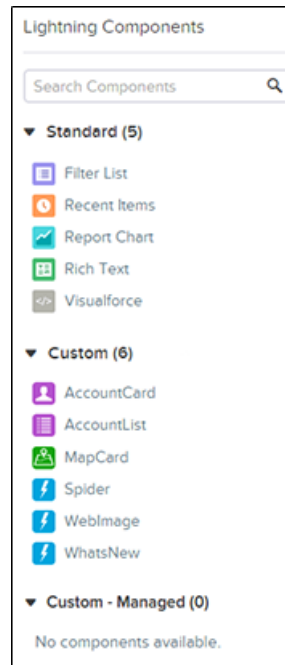 Lightning Components
Search Components
Standard (5)
Filter List
Recent Items
Report Chart
Rich Text
Visualforce
Custom (6)
AccountCard
AccountList
MapCard
Spider
WebImage
WhatsNew
Custom - Managed (0)
No components available.